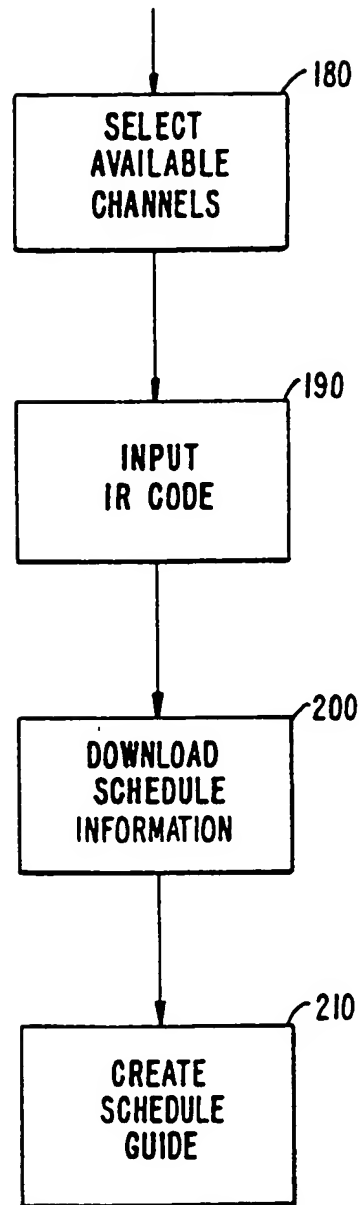 180
SELECT
AVAILABLE
CHANNELS
190
INPUT
IR CODE
200
DOWNLOAD
SCHEDULE
INFORMATION
210
CREATE
SCHEDULE
GUIDE